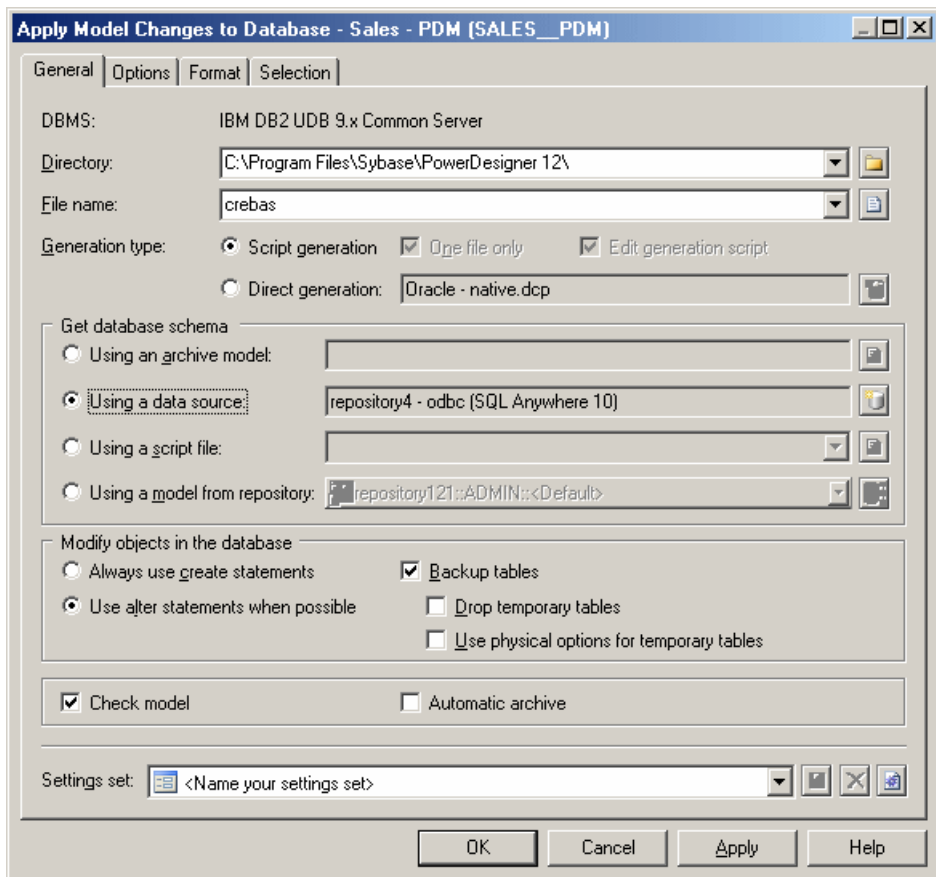 Apply Model Changes to Database - Sales - PDM (SALES__PDM)
General Options Format Selection
DBMS: IBM DB2 UDB 9.x Common Server
Directory: C:\Program Files\Sybase\PowerDesigner 12\
File name: crebas
Generation type: Script generation One file only Edit generation script
Direct generation: Oracle - native.dcp
Get database schema
Using an archive model:
Using a data source: repository4 - odbc (SQL Anywhere 10)
Using a script file:
Using a model from repository: repository121::ADMIN::<Default>
Modify objects in the database
Always use create statements Backup tables
Use alter statements when possible Drop temporary tables
Use physical options for temporary tables
Check model Automatic archive
Settings set: <Name your settings set>
OK Cancel Apply Help